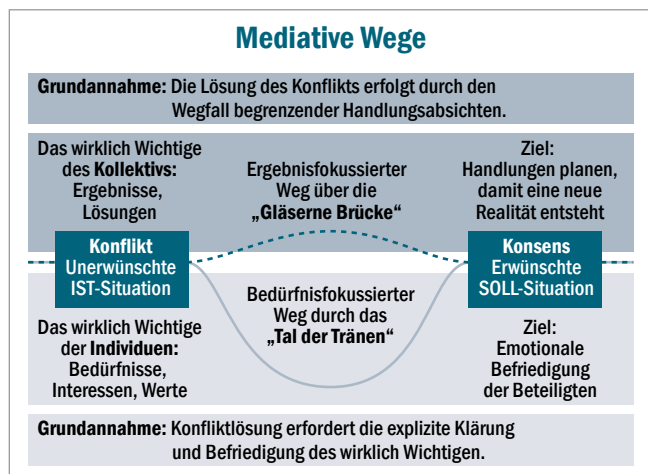 Mediative Wege
Grundannahme: Die Lösung des Konflikts erfolgt durch den
Wegfall begrenzender Handlungsabsichten.
Das wirklich Wichtige
des Kollektivs:
Ergebnisse,
Lösungen
Ergebnisfokussierter
Weg über die
„Gläserne Brücke“
Ziel:
Handlungen planen,
damit eine neue
Realität entsteht
Konflikt
Unerwünschte
IST-Situation
Konsens
Erwünschte
SOLL-Situation
Bedürfnisfokussierter
Weg durch das
„Tal der Tränen“
Das wirklich Wichtige
der Individuen:
Bedürfnisse,
Interessen, Werte
Ziel:
Emotionale
Befriedigung
der Beteiligten
Grundannahme: Konfliktlösung erfordert die explizite Klärung
und Befriedigung des wirklich Wichtigen.